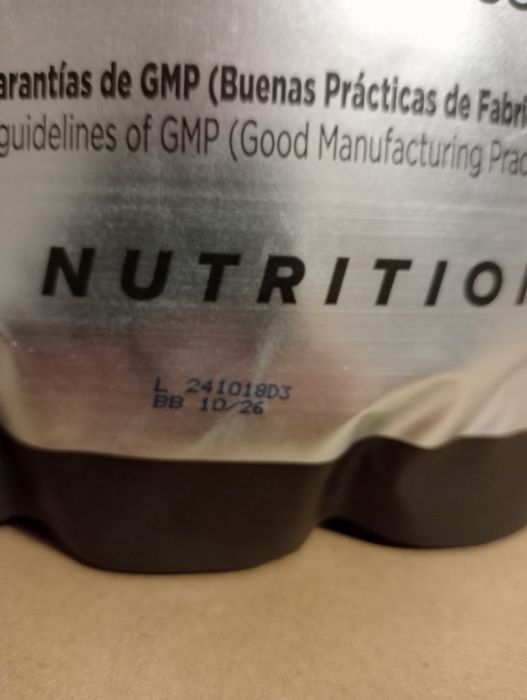 arantías de GMP (Buenas Prácticas de Fabri
guidelines of GMP (Good Manufacturing Prac
NUTRITIO
L 241018D3
BB 10/26